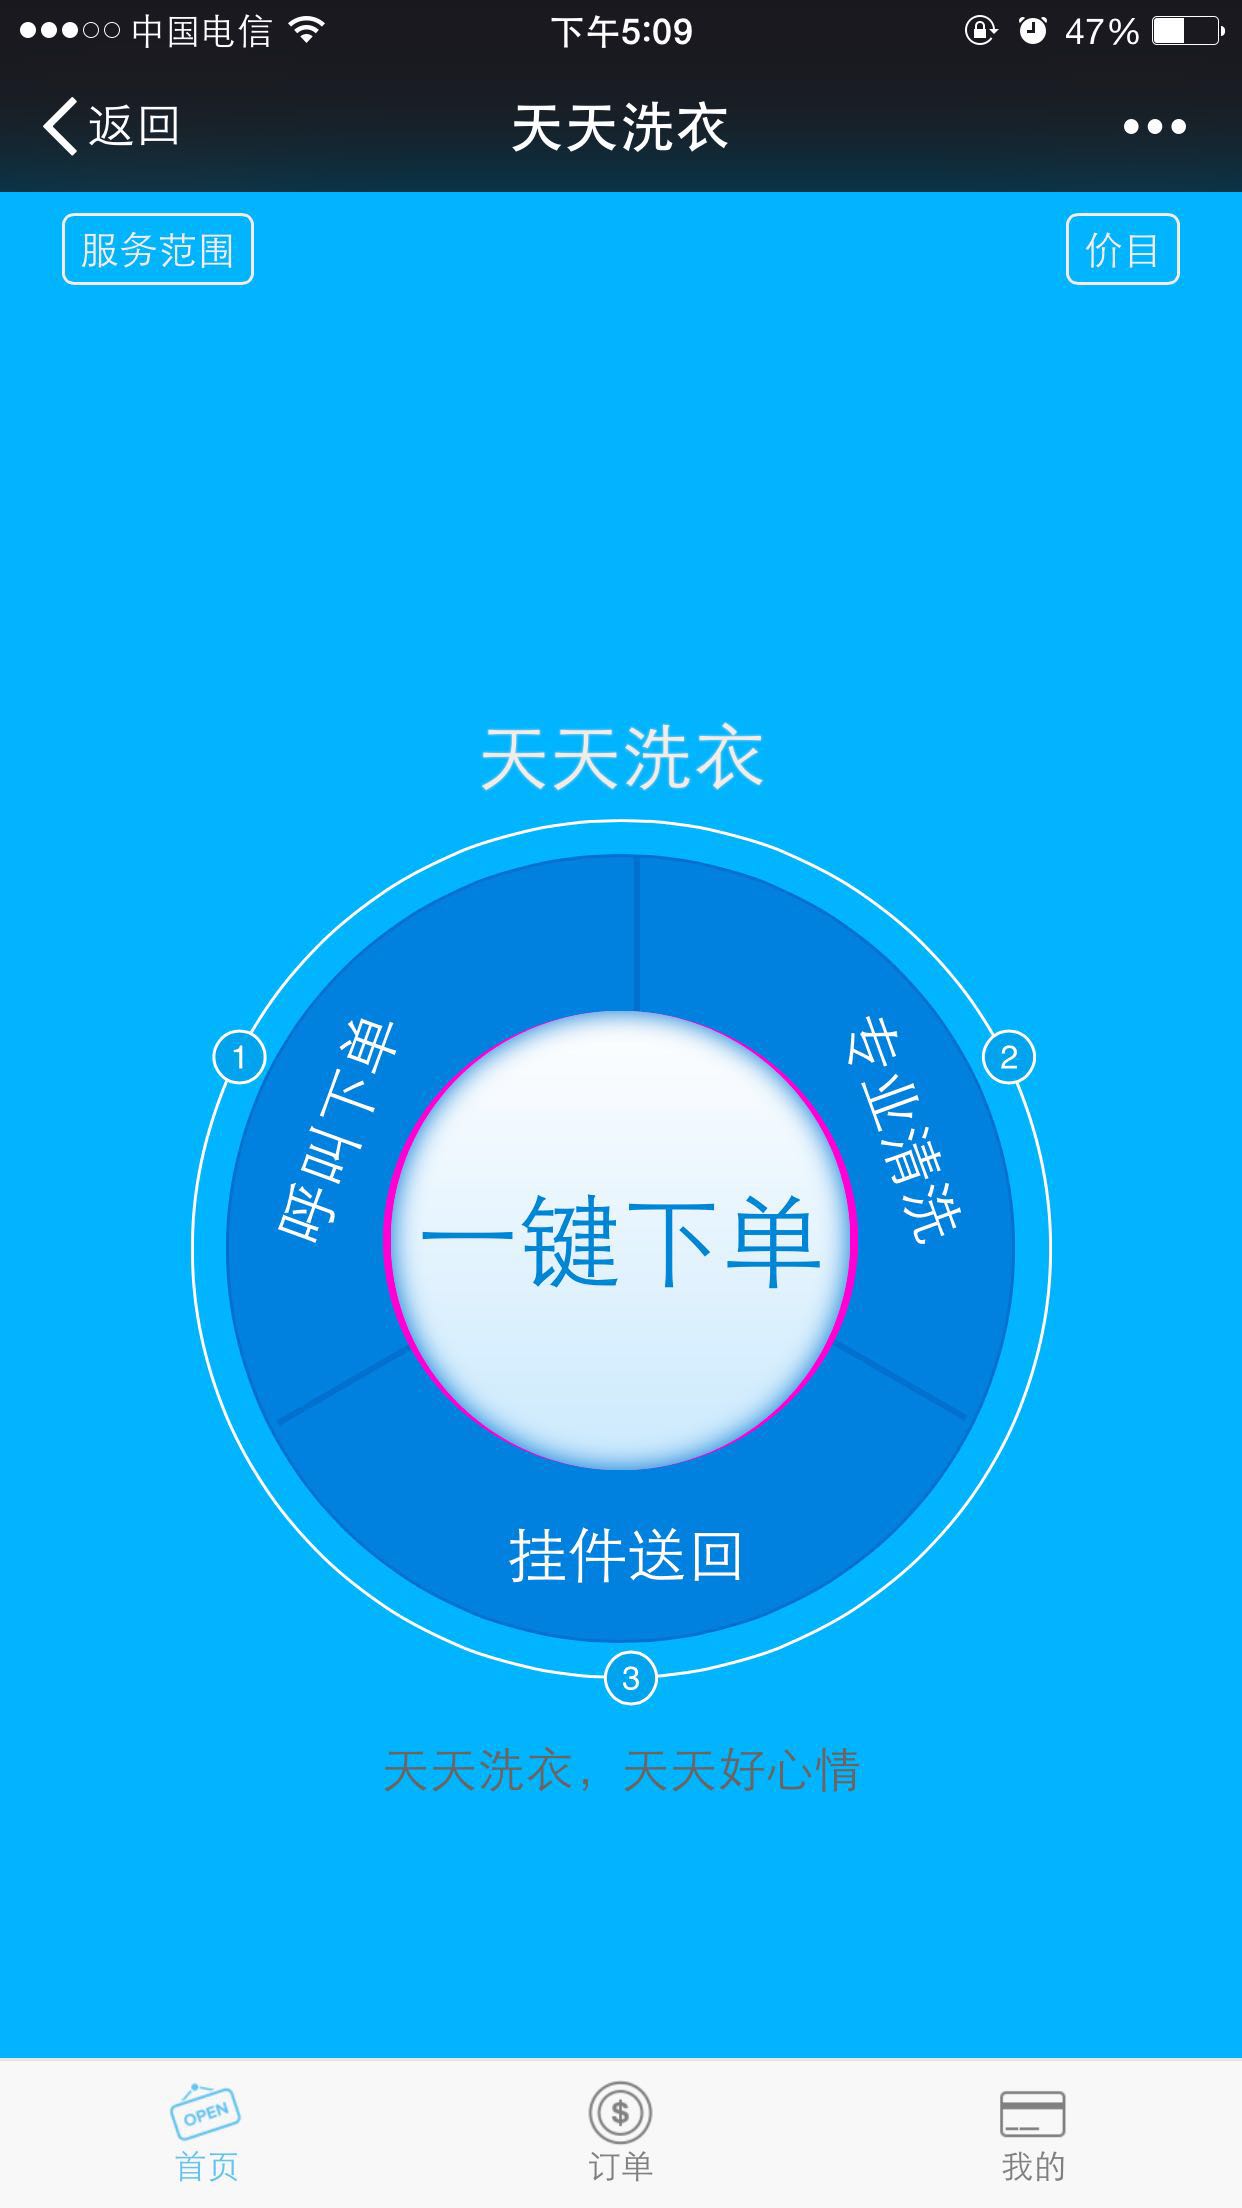 中国电信 下午5:09 47%
返回 天天洗衣
服务范围 价目
天天洗衣
1 呼叫下单
专业清洗 2
一键下单
挂件送回
3
天天洗衣，天天好心情
OPEN $
首页 订单 我的